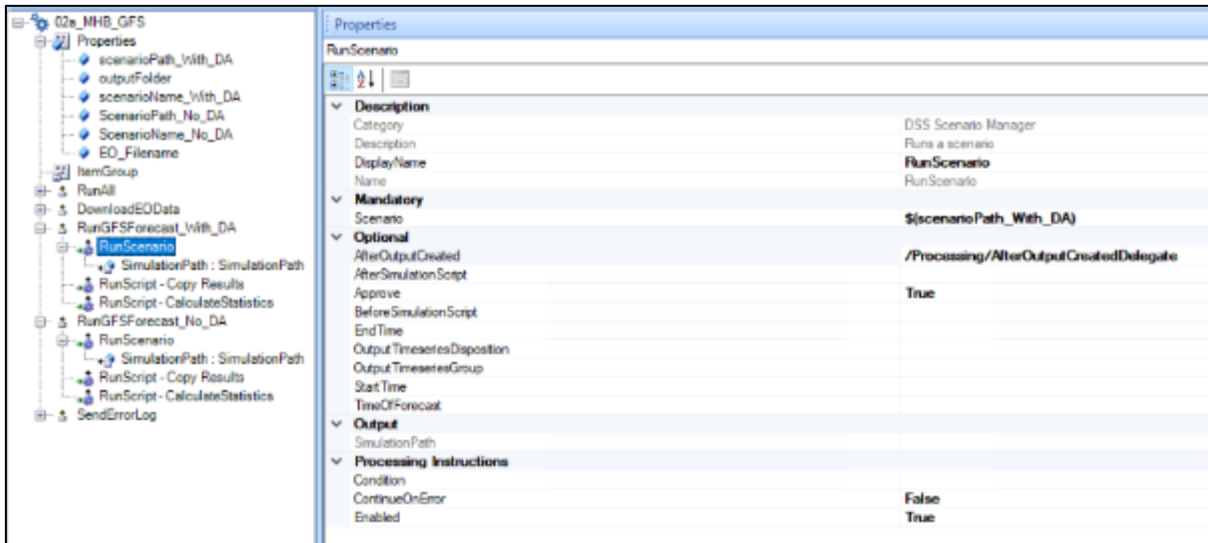 02a_MHB_GFS
Properties
scenarioPath_With_DA
outputFolder
scenarioName_With_DA
ScenarioPath_No_DA
ScenarioName_No_DA
EO_Filename
ItemGroup
RunAll
DownloadEOData
RunGFSForecast_With_DA
RunScenario
SimulationPath : SimulationPath
RunScript - Copy Results
RunScript - CalculateStatistics
RunGFSForecast_No_DA
RunScenario
SimulationPath : SimulationPath
RunScript - Copy Results
RunScript - CalculateStatistics
SendErrorLog
Properties
RunScenario
Description
Category DSS Scenario Manager
Description Runs a scenario
DisplayName RunScenario
Name RunScenario
Mandatory
Scenario $(scenarioPath_With_DA)
Optional
AfterOutputCreated /Processing/AfterOutputCreatedDelegate
AfterSimulationScript
Approve True
BeforeSimulationScript
EndTime
OutputTimeseriesDisposition
OutputTimeseriesGroup
StartTime
TimeOfForecast
Output
SimulationPath
Processing Instructions
Condition
ContinueOnError False
Enabled True